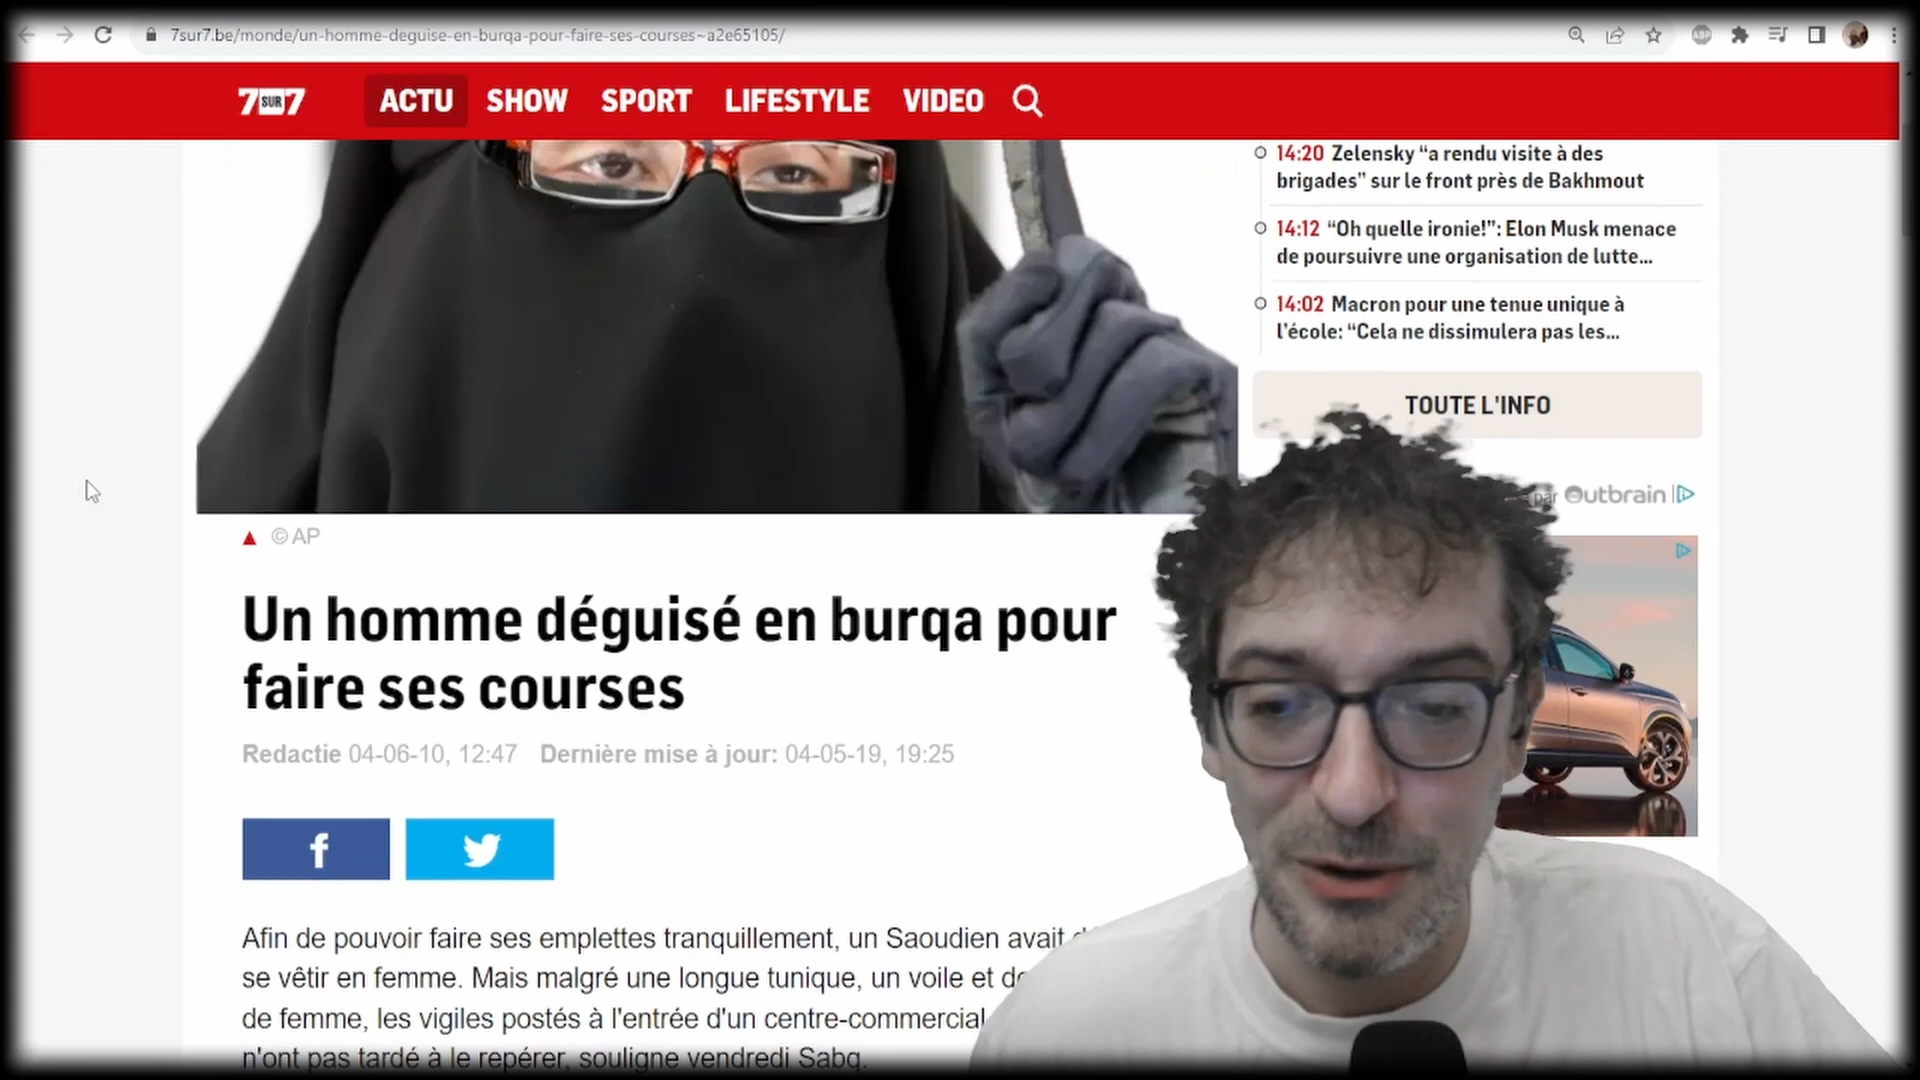 7sur7.be/monde/un-homme-deguise-en-burqa-pour-faire-ses-courses~a2e65105/
ABP
7 SUR 7
ACTU SHOW SPORT LIFESTYLE VIDEO
14:20 Zelensky “a rendu visite à des
brigades” sur le front près de Bakhmout
14:12 “Oh quelle ironie!”: Elon Musk menace
de poursuivre une organisation de lutte...
14:02 Macron pour une tenue unique à
l’école: “Cela ne dissimulera pas les...
TOUTE L'INFO
par Outbrain
© AP
Un homme déguisé en burqa pour
faire ses courses
Redactie 04-06-10, 12:47 Dernière mise à jour: 04-05-19, 19:25
Afin de pouvoir faire ses emplettes tranquillement, un Saoudien avait
se vêtir en femme. Mais malgré une longue tunique, un voile et
de femme, les vigiles postés à l'entrée d'un centre-commercial
n'ont pas tardé à le repérer, souligne vendredi Sabq.